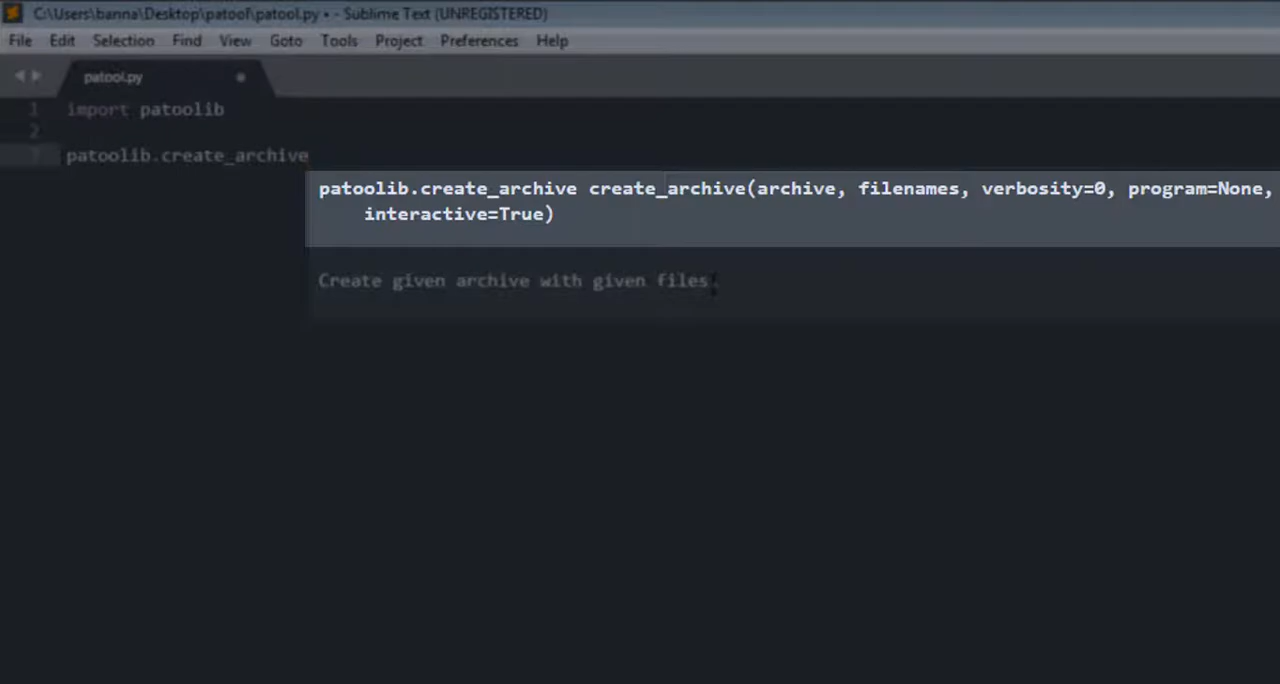 C:\Users\banna\Desktop\patool\patool.py • - Sublime Text (UNREGISTERED)
File Edit Selection Find View Goto Tools Project Preferences Help
patool.py
1 import patoolib
2
3 patoolib.create_archive
patoolib.create_archive create_archive(archive, filenames, verbosity=0, program=None,
interactive=True)
Create given archive with given files.